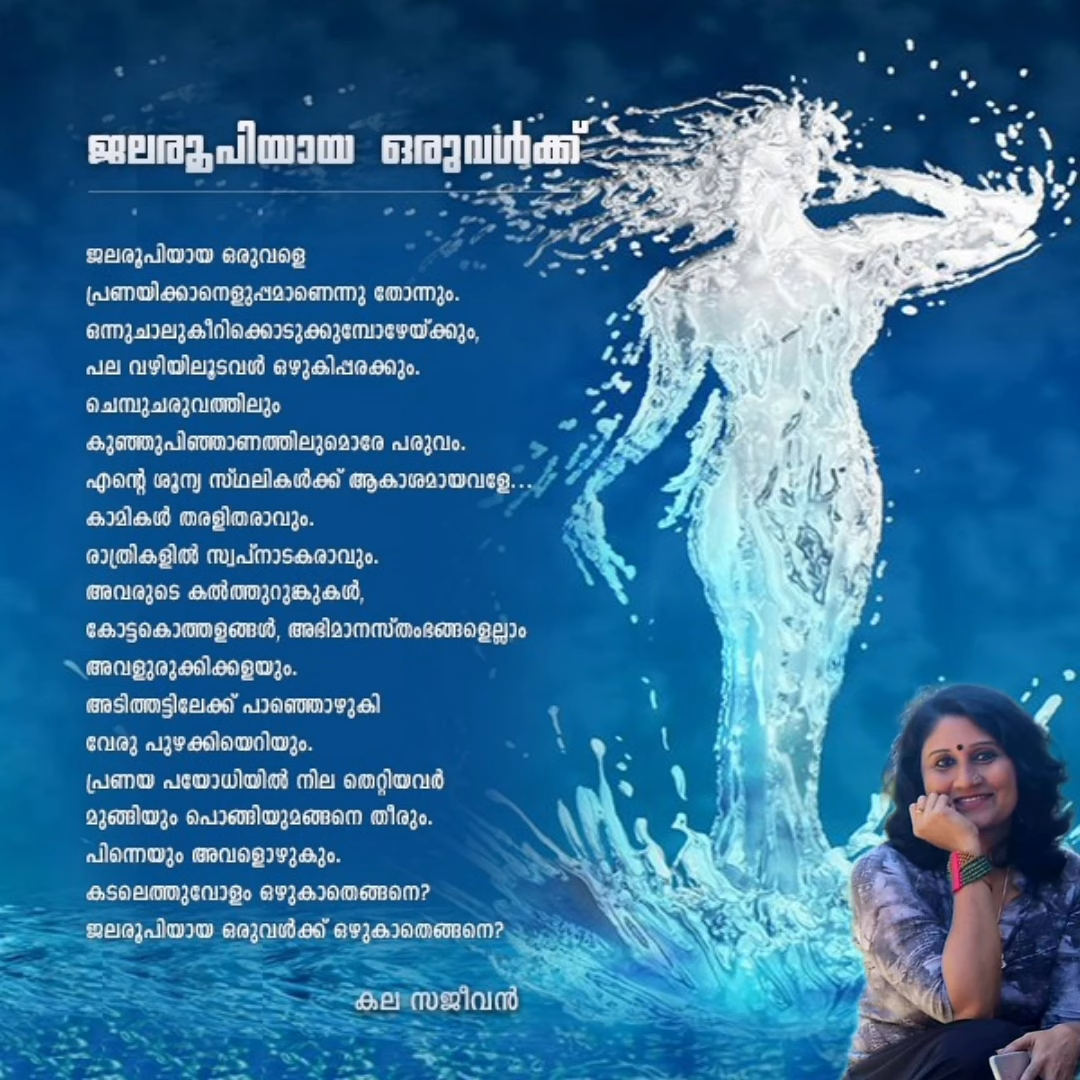 ജലരൂപിയായ ഒരുവൾക്ക്
ജലരൂപിയായ ഒരുവളെ
പ്രണയിക്കാനെളുപ്പമാണെന്നു തോന്നും.
ഒന്നുചാലുകീറിക്കൊടുക്കുമ്പോഴേയ്ക്കും,
പല വഴിയിലൂടവൾ ഒഴുകിപ്പരക്കും.
ചെമ്പുചരുവത്തിലും
കുഞ്ഞുപിഞ്ഞാണത്തിലുമൊരേ പരുവം.
എന്റെ ശൂന്യ സ്ഥലികൾക്ക് ആകാശമായവളേ...
കാമികൾ തരളിതരാവും.
രാത്രികളിൽ സ്വപ്നാടകരാവും.
അവരുടെ കൽത്തുറുങ്കുകൾ,
കോട്ടകൊത്തളങ്ങൾ, അഭിമാനസ്തംഭങ്ങളെല്ലാം
അവളുരുക്കിക്കളയും.
അടിത്തട്ടിലേക്ക് പാഞ്ഞൊഴുകി
വേരു പുഴക്കിയെറിയും.
പ്രണയ പയോധിയിൽ നില തെറ്റിയവർ
മുങ്ങിയും പൊങ്ങിയുമങ്ങനെ തീരും.
പിന്നെയും അവളൊഴുകും.
കടലെത്തുവോളം ഒഴുകാതെങ്ങനെ?
ജലരൂപിയായ ഒരുവൾക്ക് ഒഴുകാതെങ്ങനെ?
കല സജീവൻ